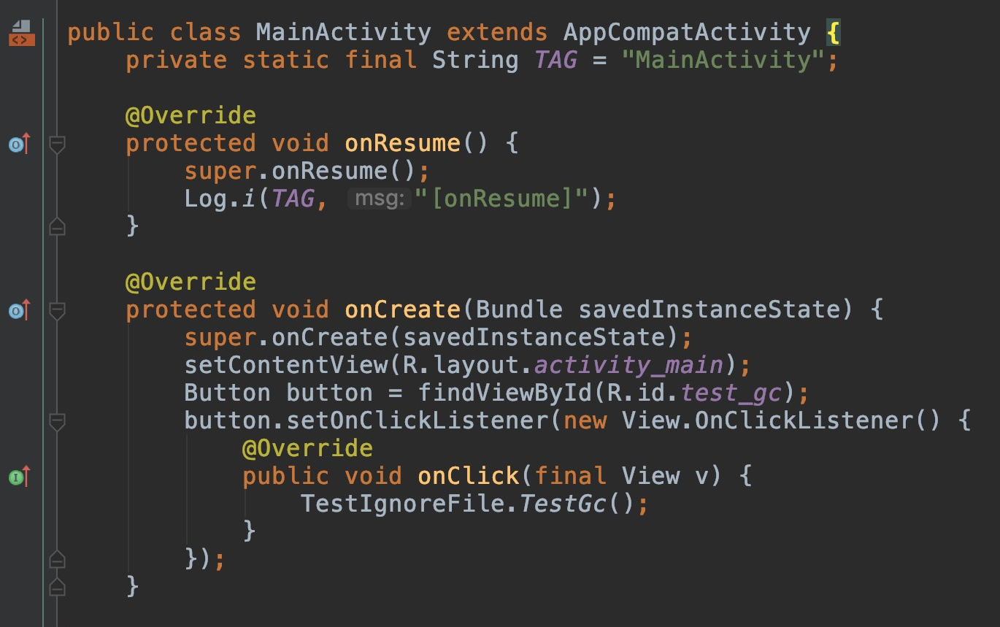 public class MainActivity extends AppCompatActivity {
private static final String TAG = "MainActivity";
@Override
protected void onResume() {
super.onResume();
Log.i(TAG, msg: "[onResume]");
}
@Override
protected void onCreate(Bundle savedInstanceState) {
super.onCreate(savedInstanceState);
setContentView(R.layout.activity_main);
Button button = findViewById(R.id.test_gc);
button.setOnClickListener(new View.OnClickListener() {
@Override
public void onClick(final View v) {
TestIgnoreFile.TestGc();
}
});
}